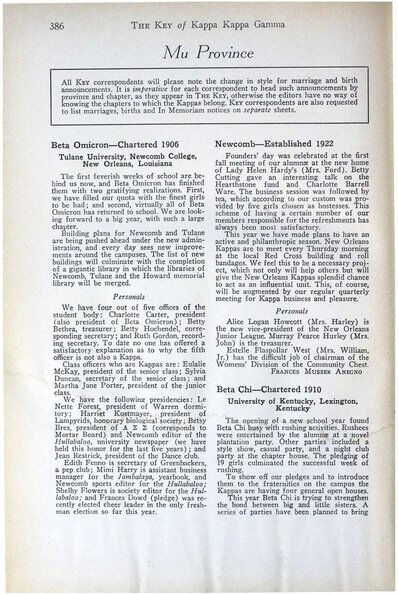 386
THE KEY of KAPPA KAPPA GAMMA
Mu Province
All KEY correspondents will please note the change in style for marriage and birth
announcements. It is imperative for each correspondent to head such announcements by
province and chapter, as they appear in THE KEY, otherwise the editors have no way of
knowing the chapters to which the Kappas belong. KEY correspondents are also requested
to list marriages, births and In Memoriam notices on separate sheets.
Beta Omicron—Chartered 1906
Tulane University, Newcomb College,
New Orleans, Louisiana
The first feverish weeks of school are be-
hind us now, and Beta Omicron has finished
them with two gratifying realizations. First,
we have filled our quota with the finest girls
to be had; and second, virtually all of Beta
Omicron has returned to school. We are look-
ing forward to a big year, with such a large
chapter.
Building plans for Newcomb and Tulane
are being pushed ahead under the new admin-
istration, and every day sees new improve-
ments around the campuses. The list of new
buildings will culminate with the completion
of a gigantic library in which the libraries of
Newcomb, Tulane and the Howard memorial
library will be merged.
Personals
We have four out of five offices of the
student body: Charlotte Carter, president
(also president of Beta Omicron); Betty
Bethea, treasurer; Betty Hochendel, corre-
sponding secretary; and Ruth Gordon, record-
ing secretary. To date no one has offered a
satisfactory explanation as to why the fifth
officer is not also a Kappa.
Class officers who are Kappas are: Eulalie
McKay, president of the senior class; Sylvia
Duncan, secretary of the senior class; and
Martha Jane Porter, president of the junior
class.
We have the following presidencies: Le
Nette Forest, president of Warren dormi-
tory; Harriet Kostmayer, president of
Lampyrids, honorary biological society; Betsy
Bres, president of Α Σ Σ (corresponds to
Mortar Board) and Newcomb editor of the
Hullabaloo, university newspaper (we have
held this honor for the last five years); and
Jean Restrick, president of the Dance club.
Edith Fenno is secretary of Greenbackers,
a pep club; Mimi Harry is assistant business
manager for the Jambalaya, yearbook, and
Newcomb sports editor for the Hullabaloo;
Shelby Flowers is society editor for the Hul-
labaloo; and Frances Dowd (pledge) was re-
cently elected cheer leader in the only fresh-
man election so far this year.
Newcomb—Established 1922
Founders' day was celebrated at the first
fall meeting of our alumnæ at the new home
of Lady Helen Hardy's (Mrs. Ford). Betty
Cutting gave an interesting talk on the
Hearthstone fund and Charlotte Barrell
Ware. The business session was followed by
tea, which according to our custom was pro-
vided by five girls chosen as hostesses. This
scheme of having a certain number of our
members responsible for the refreshments has
always been most satisfactory.
This year we have made plans to have an
active and philanthropic season. New Orleans
Kappas are to meet every Thursday morning
at the local Red Cross building and roll
bandages. We feel this to be a necessary proj-
ect, which not only will help others but will
give the New Orleans Kappas splendid chance
to act as an influential unit. This, of course,
will be augmented by our regular quarterly
meeting for Kappa business and pleasure.
Personals
Alice Logan Howcott (Mrs. Harley) is
the new vice-president of the New Orleans
Junior League. Murray Pearce Hurley (Mrs.
John) is the treasurer.
Estelle Flaspollar West (Mrs. William,
Jr.) has the difficult job of chairman of the
Womens' Division of the Community Chest.
FRANCES MUSSER ANEGNO
Beta Chi—Chartered 1910
University of Kentucky, Lexington,
Kentucky
The opening of a new school year found
Beta Chi busy with rushing activities. Rushees
were entertained by the alumnæ at a novel
plantation party. Other parties included a
style show, casual party, and a night club
party at the chapter house. The pledging of
19 girls culminated the successful week of
rushing.
To show off our pledges and to introduce
them to the fraternities on the campus the
Kappas are having four general open houses.
This year Beta Chi is trying to strengthen
the bond between big and little sisters. A
series of parties have been planned to bring